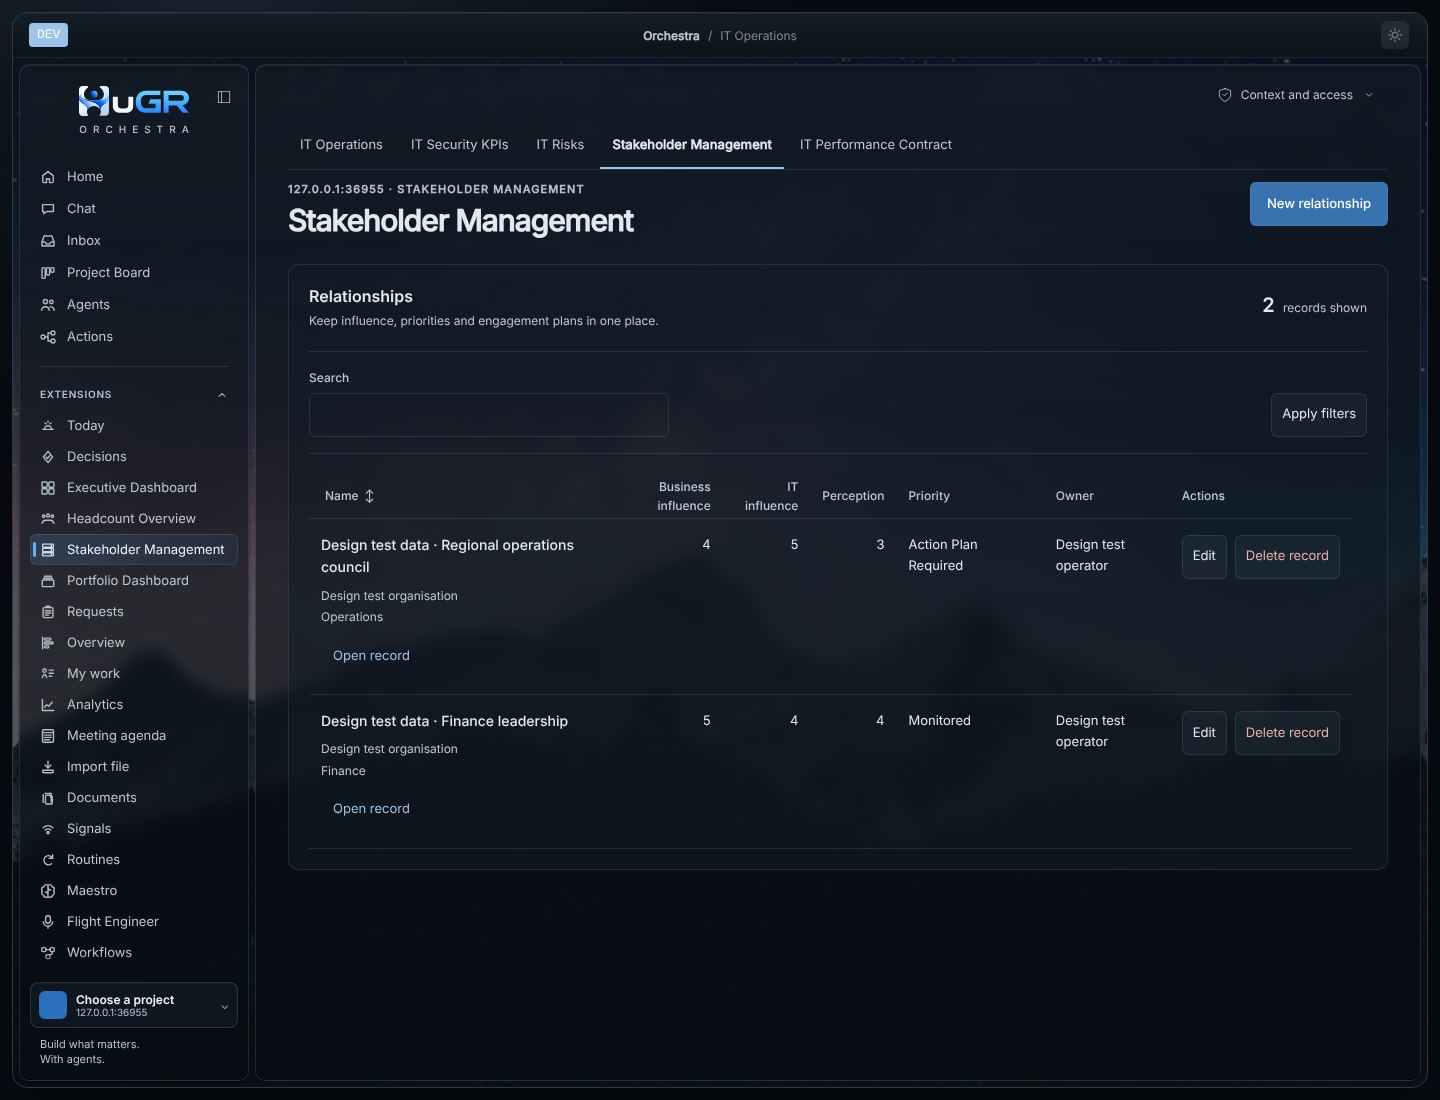 DEV
Orchestra / IT Operations
HuGR
ORCHESTRA
Home
Chat
Inbox
Project Board
Agents
Actions
EXTENSIONS
Today
Decisions
Executive Dashboard
Headcount Overview
Stakeholder Management
Portfolio Dashboard
Requests
Overview
My work
Analytics
Meeting agenda
Import file
Documents
Signals
Routines
Maestro
Flight Engineer
Workflows
Choose a project
127.0.0.1:36955
Build what matters.
With agents.
Context and access
IT Operations IT Security KPIs IT Risks Stakeholder Management IT Performance Contract
127.0.0.1:36955 · STAKEHOLDER MANAGEMENT
Stakeholder Management
New relationship
Relationships
Keep influence, priorities and engagement plans in one place.
2 records shown
Search
Apply filters
Name Business influence IT influence Perception Priority Owner Actions
Design test data · Regional operations
council
4 5 3
Action Plan
Required
Design test
operator
Edit Delete record
Design test organisation
Operations
Open record
Design test data · Finance leadership
5 4 4 Monitored
Design test
operator
Edit Delete record
Design test organisation
Finance
Open record